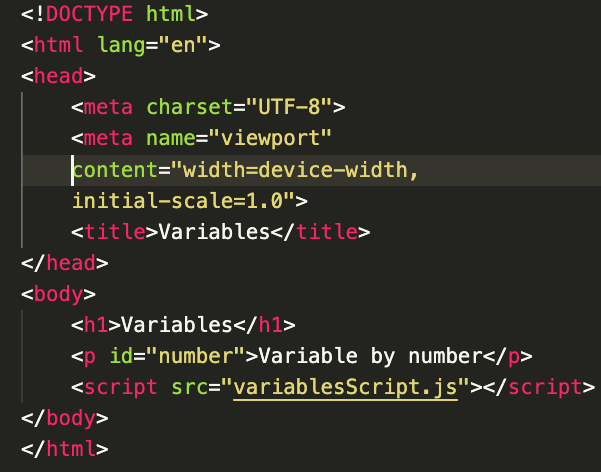 <!DOCTYPE html>
<html lang="en">
<head>
<meta charset="UTF-8">
<meta name="viewport"
content="width=device-width,
initial-scale=1.0">
<title>Variables</title>
</head>
<body>
<h1>Variables</h1>
<p id="number">Variable by number</p>
<script src="variablesScript.js"></script>
</body>
</html>